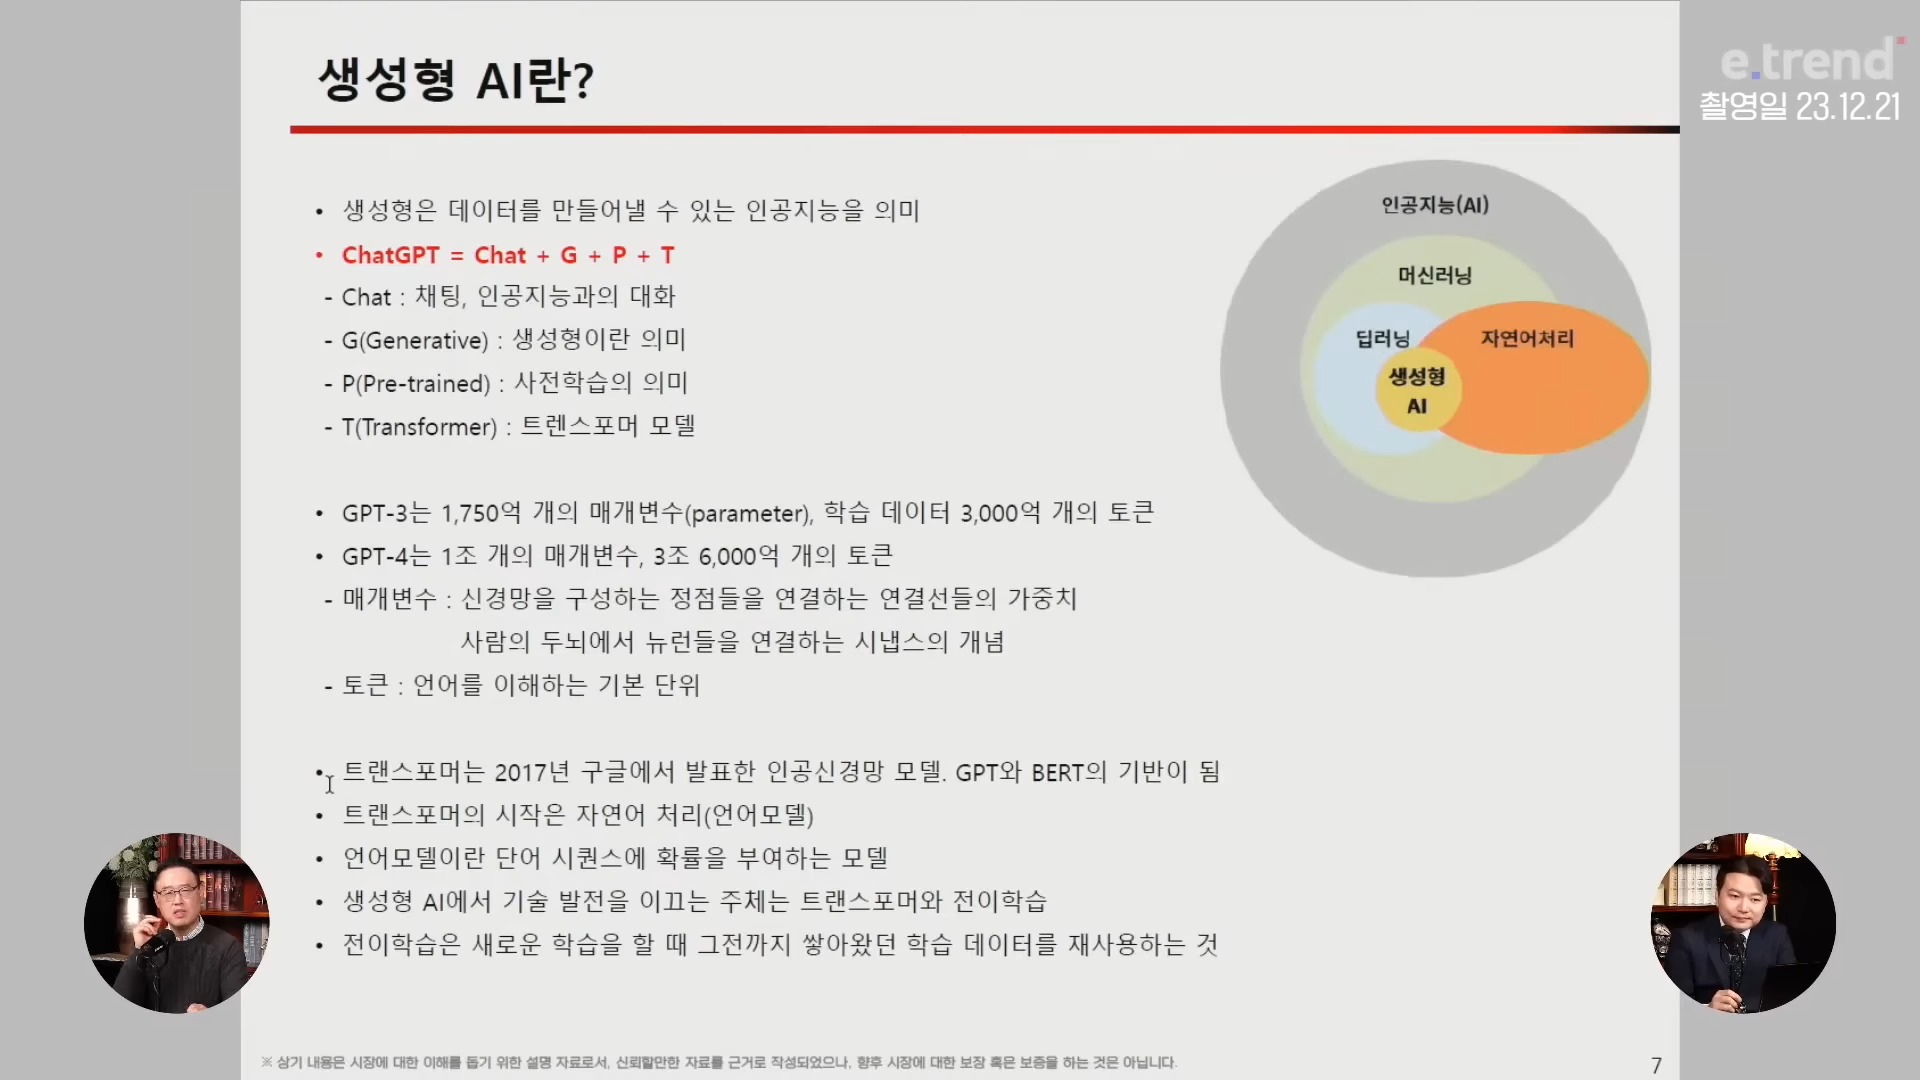 생성형 AI란?
e.trend
촬영일 23.12.21
• 생성형은 데이터를 만들어낼 수 있는 인공지능을 의미
• ChatGPT = Chat + G + P + T
- Chat : 채팅, 인공지능과의 대화
- G(Generative) : 생성형이란 의미
- P(Pre-trained) : 사전학습의 의미
- T(Transformer) : 트렌스포머 모델
인공지능(AI)
머신러닝
딥러닝
자연어처리
생성형
AI
• GPT-3는 1,750억 개의 매개변수(parameter), 학습 데이터 3,000억 개의 토큰
• GPT-4는 1조 개의 매개변수, 3조 6,000억 개의 토큰
- 매개변수 : 신경망을 구성하는 정점들을 연결하는 연결선들의 가중치
사람의 두뇌에서 뉴런들을 연결하는 시냅스의 개념
- 토큰 : 언어를 이해하는 기본 단위
• 트랜스포머는 2017년 구글에서 발표한 인공신경망 모델. GPT와 BERT의 기반이 됨
• 트랜스포머의 시작은 자연어 처리(언어모델)
• 언어모델이란 단어 시퀀스에 확률을 부여하는 모델
• 생성형 AI에서 기술 발전을 이끄는 주체는 트랜스포머와 전이학습
• 전이학습은 새로운 학습을 할 때 그전까지 쌓아왔던 학습 데이터를 재사용하는 것
※ 상기 내용은 시장에 대한 이해를 돕기 위한 설명 자료로서, 신뢰할만한 자료를 근거로 작성되었으나, 향후 시장에 대한 보장 혹은 보증을 하는 것은 아닙니다.
7